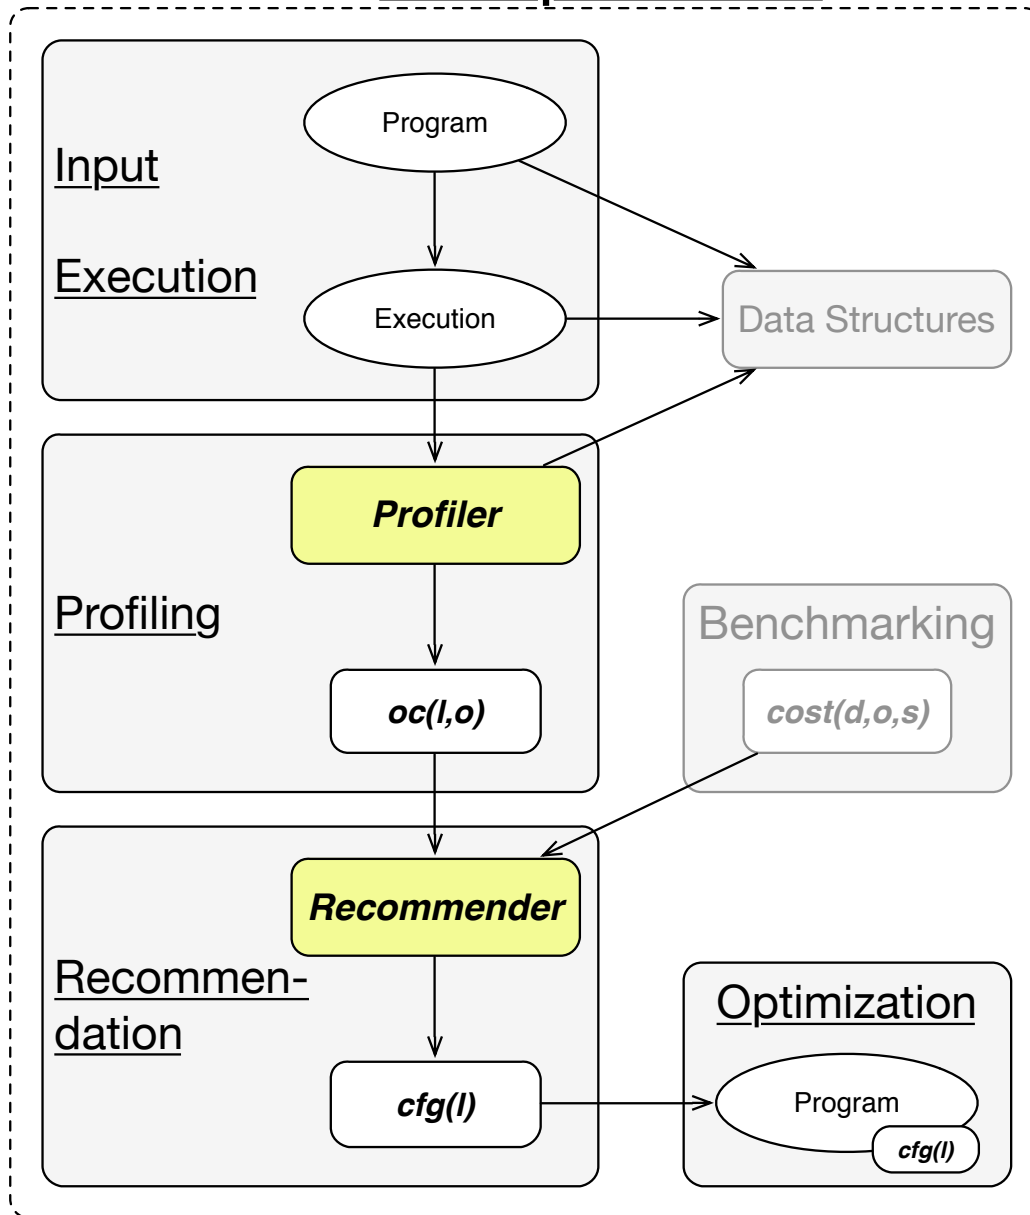 Program
Input
Execution
Execution
Data Structures
Profiler
Profiling
Benchmarking
oc(l,o)
cost(d,o,s)
Recommender
Recommen-
dation
Optimization
cfg(l)
Program
cfg(l)